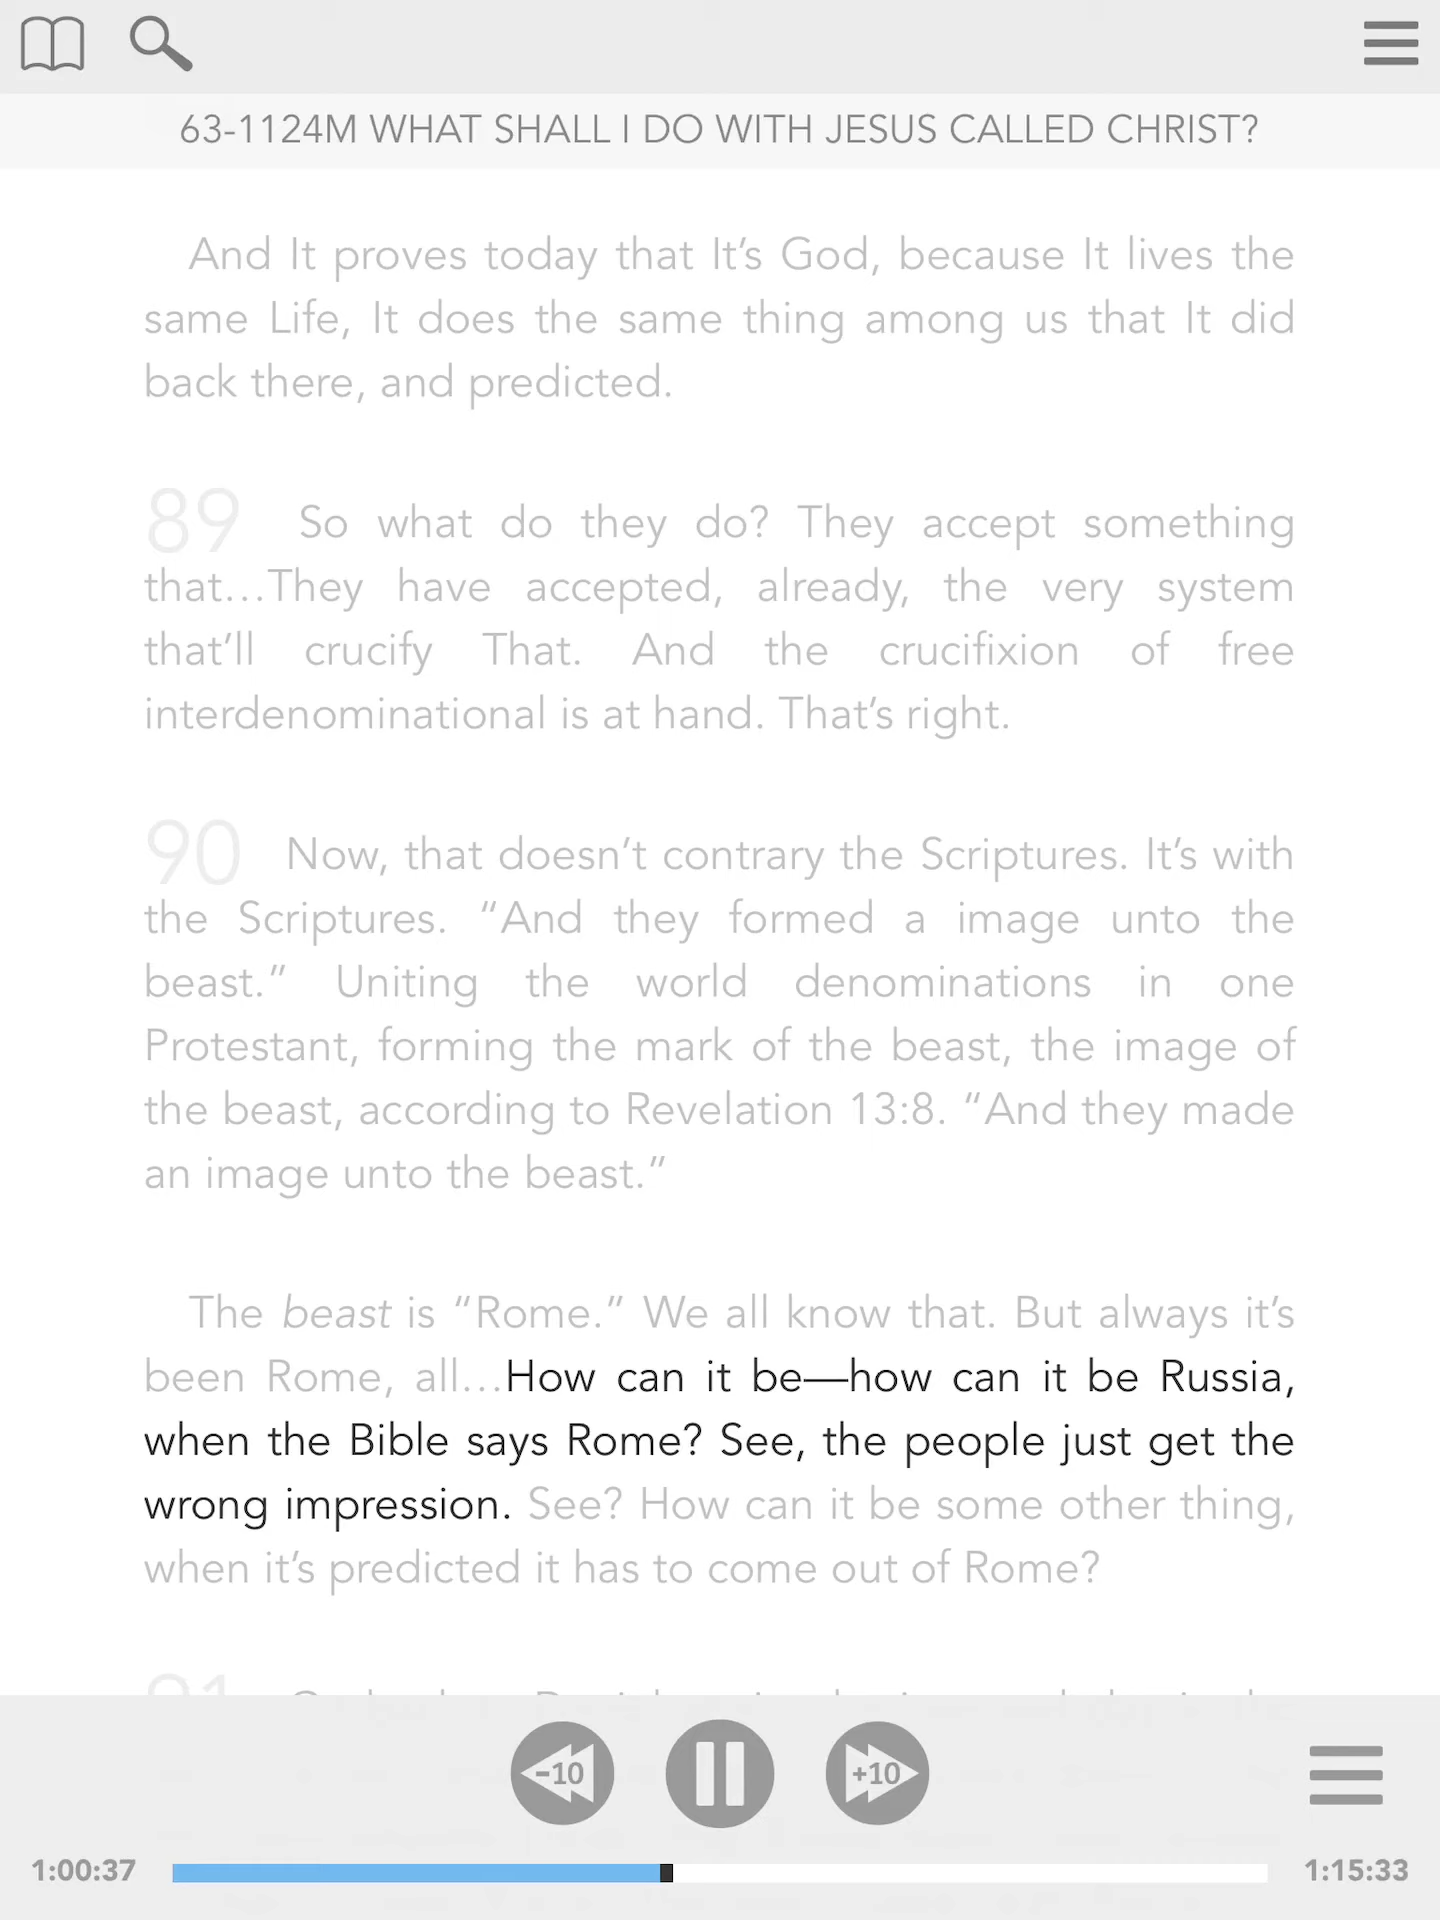 63-1124M WHAT SHALL I DO WITH JESUS CALLED CHRIST?
And It proves today that It’s God, because It lives the
same Life, It does the same thing among us that It did
back there, and predicted.
89 So what do they do? They accept something
that…They have accepted, already, the very system
that’ll crucify That. And the crucifixion of free
interdenominational is at hand. That’s right.
90 Now, that doesn’t contrary the Scriptures. It’s with
the Scriptures. “And they formed a image unto the
beast.” Uniting the world denominations in one
Protestant, forming the mark of the beast, the image of
the beast, according to Revelation 13:8. “And they made
an image unto the beast.”
The beast is “Rome.” We all know that. But always it’s
been Rome, all…How can it be—how can it be Russia,
when the Bible says Rome? See, the people just get the
wrong impression. See? How can it be some other thing,
when it’s predicted it has to come out of Rome?
91
-10 +10
1:00:37 1:15:33